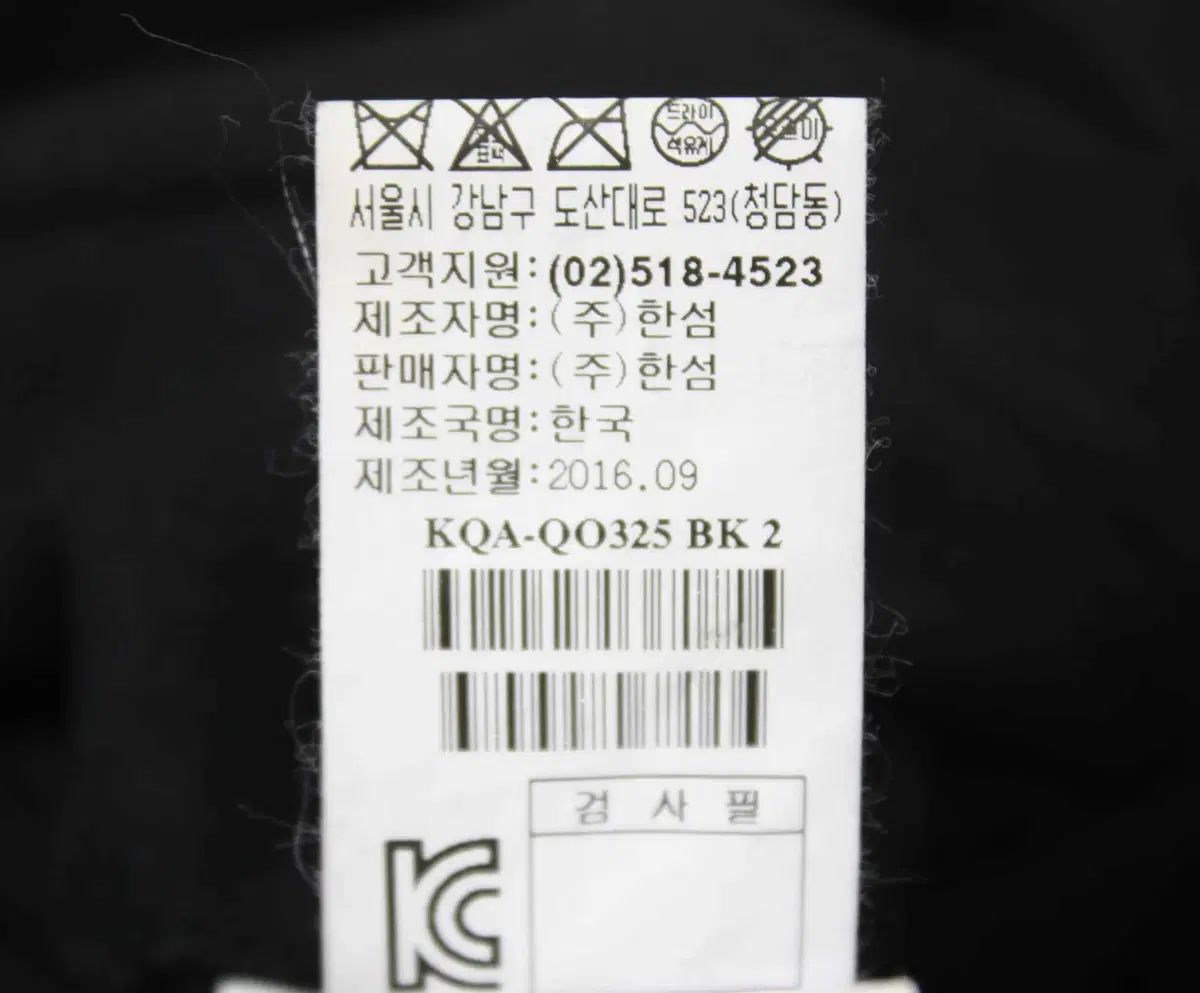 표백 드라이 석유계
서울시 강남구 도산대로 523(청담동)
고객지원:(02)518-4523
제조자명:(주)한섬
판매자명:(주)한섬
제조국명:한국
제조년월:2016.09
KQA-QO325 BK 2
검 사 필
KC